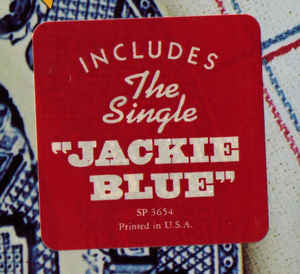 INCLUDES
The
Single
"JACKIE
BLUE"
SP 3654
Printed in U.S.A.